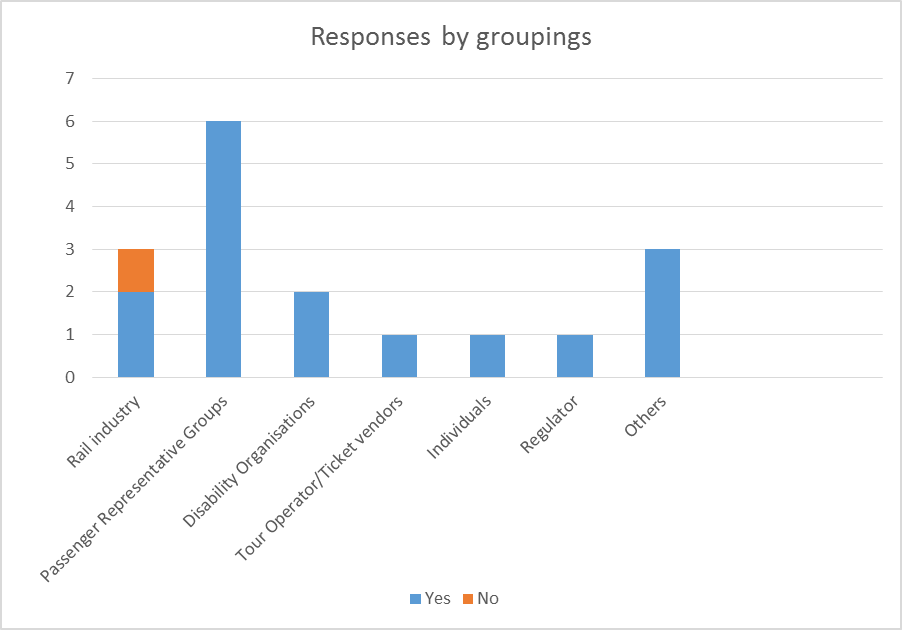 Responses by groupings
7
6
5
4
3
2
1
0
Rail industry
Passenger Representative Groups
Disability Organisations
Tour Operator/Ticket vendors
Individuals
Regulator
Others
Yes No